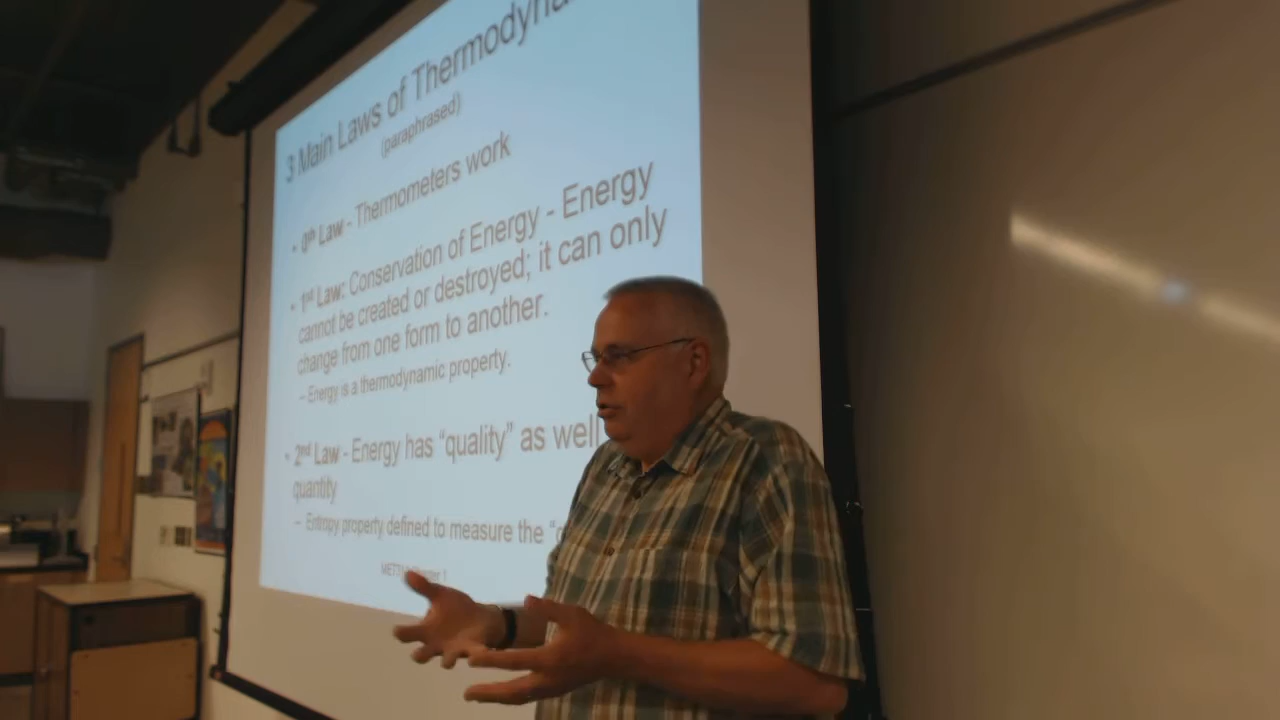 3 Main Laws of Thermodyna
(paraphrased)
• 0th Law - Thermometers work
• 1st Law: Conservation of Energy - Energy
cannot be created or destroyed; it can only
change from one form to another.
– Energy is a thermodynamic property.
• 2nd Law - Energy has “quality” as well
quantity
– Entropy property defined to measure the “